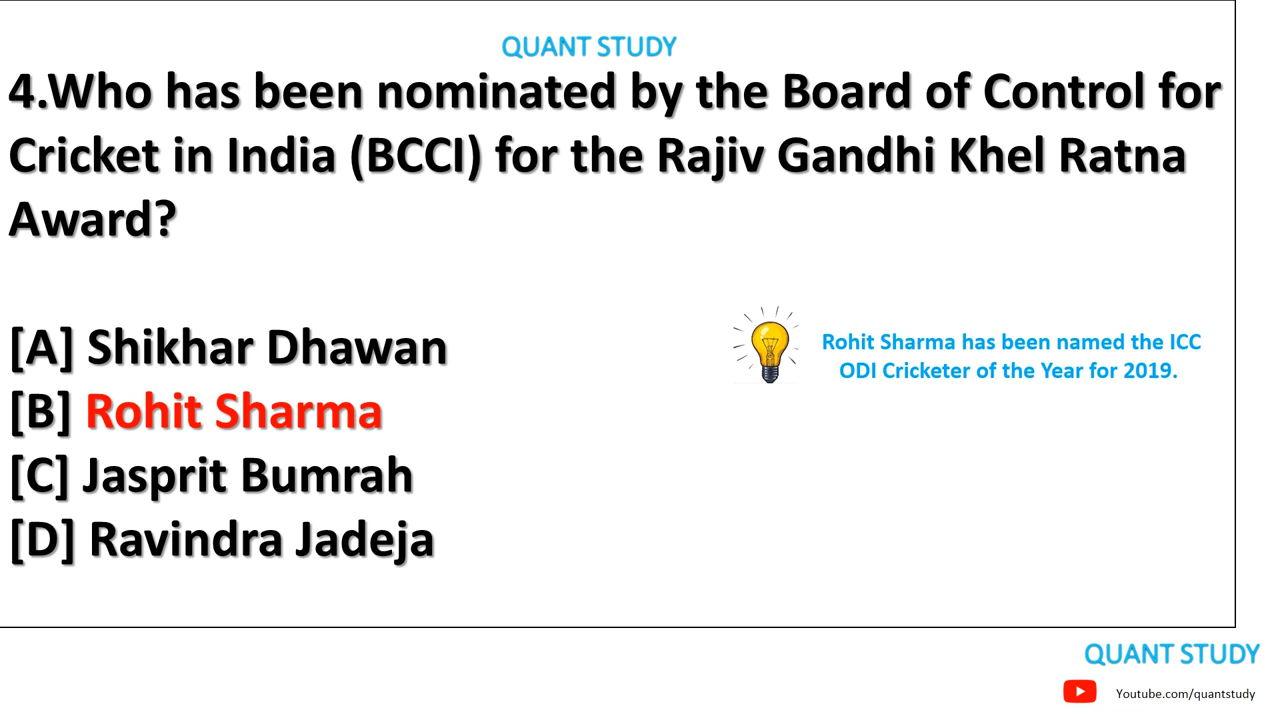 QUANT STUDY
4.Who has been nominated by the Board of Control for
Cricket in India (BCCI) for the Rajiv Gandhi Khel Ratna
Award?
[A] Shikhar Dhawan
[B] Rohit Sharma
[C] Jasprit Bumrah
[D] Ravindra Jadeja
Rohit Sharma has been named the ICC
ODI Cricketer of the Year for 2019.
QUANT STUDY
Youtube.com/quantstudy